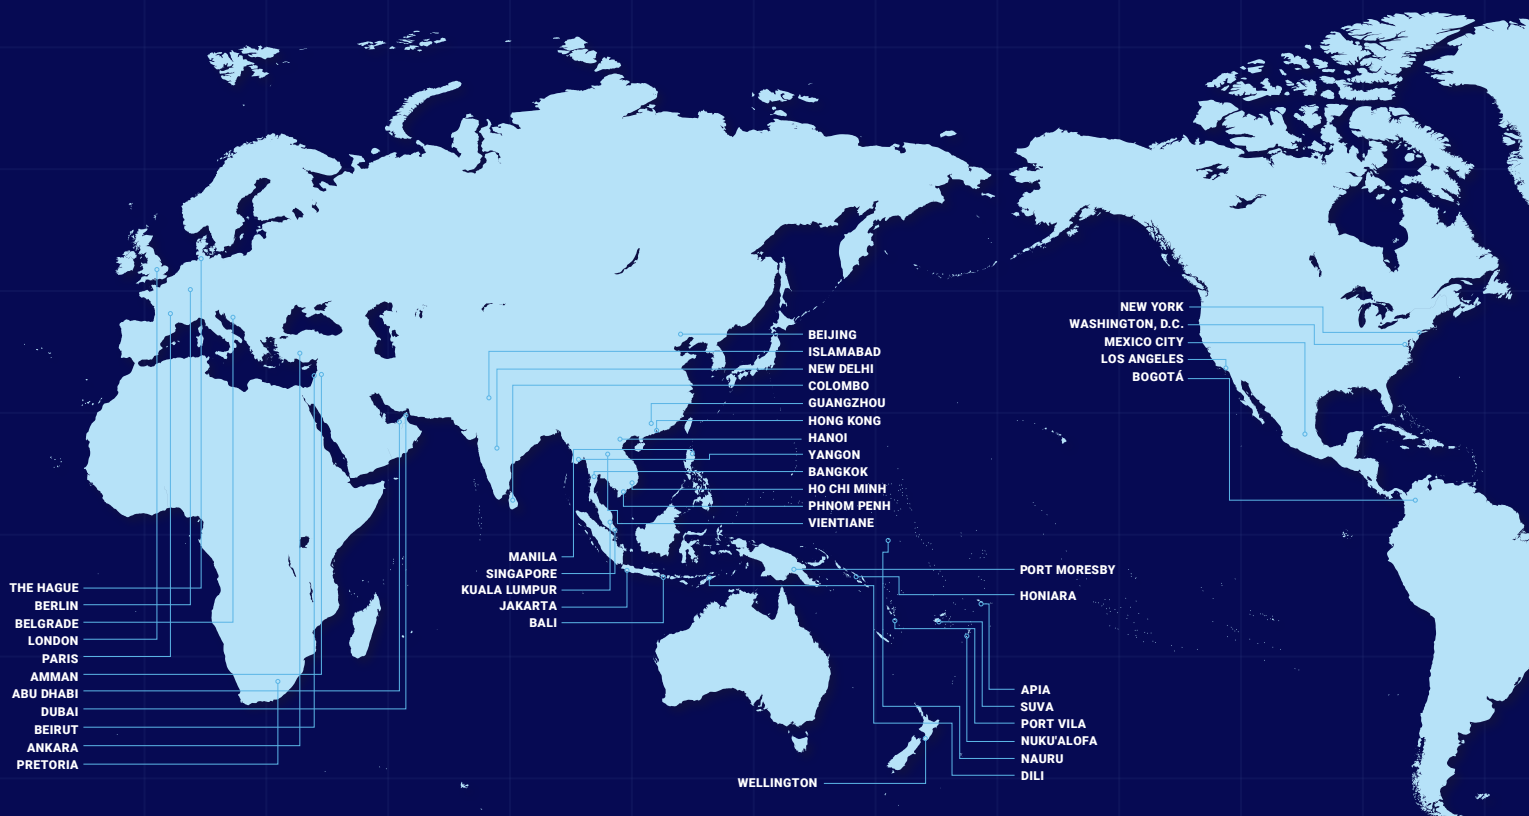 THE HAGUE
BERLIN
BELGRADE
LONDON
PARIS
AMMAN
ABU DHABI
DUBAI
BEIRUT
ANKARA
PRETORIA
MANILA
SINGAPORE
KUALA LUMPUR
JAKARTA
BALI
BEIJING
ISLAMABAD
NEW DELHI
COLOMBO
GUANGZHOU
HONG KONG
HANOI
YANGON
BANGKOK
HO CHI MINH
PHNOM PENH
VIENTIANE
WELLINGTON
PORT MORESBY
HONIARA
APIA
SUVA
PORT VILA
NUKU'ALOFA
NAURU
DILI
NEW YORK
WASHINGTON, D.C.
MEXICO CITY
LOS ANGELES
BOGOTÁ